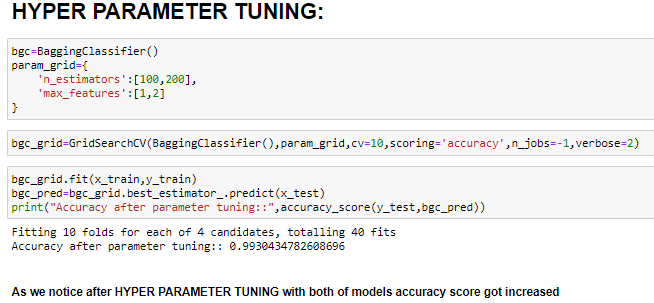 HYPER PARAMETER TUNING:
bgc=BaggingClassifier()
param_grid={
    'n_estimators':[100,200],
    'max_features':[1,2]
}
bgc_grid=GridSearchCV(BaggingClassifier(),param_grid,cv=10,scoring='accuracy',n_jobs=-1,verbose=2)
bgc_grid.fit(x_train,y_train)
bgc_pred=bgc_grid.best_estimator_.predict(x_test)
print("Accuracy after parameter tuning::",accuracy_score(y_test,bgc_pred))
Fitting 10 folds for each of 4 candidates, totalling 40 fits
Accuracy after parameter tuning:: 0.9930434782608696
As we notice after HYPER PARAMETER TUNING with both of models accuracy score got increased